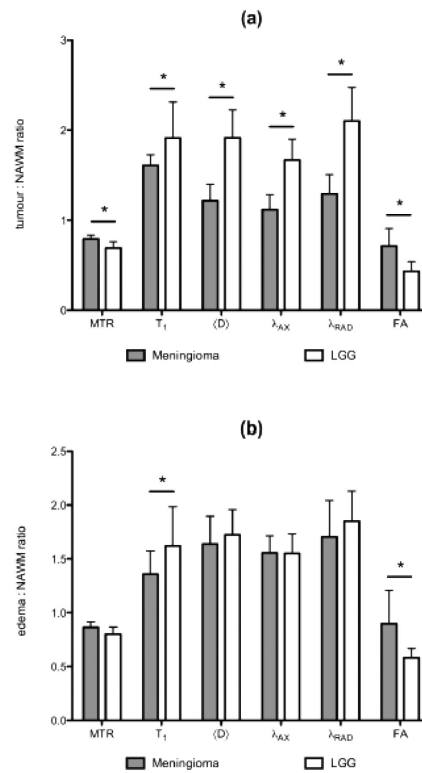 (a)
3
*
*
*
*
2
*
*
1
0
tumour : NAWM ratio
MTR T₁ ⟨D⟩ λAX λRAD FA
Meningioma LGG
(b)
2.5
*
2.0
1.5
*
1.0
0.5
0.0
edema : NAWM ratio
MTR T₁ ⟨D⟩ λAX λRAD FA
Meningioma LGG